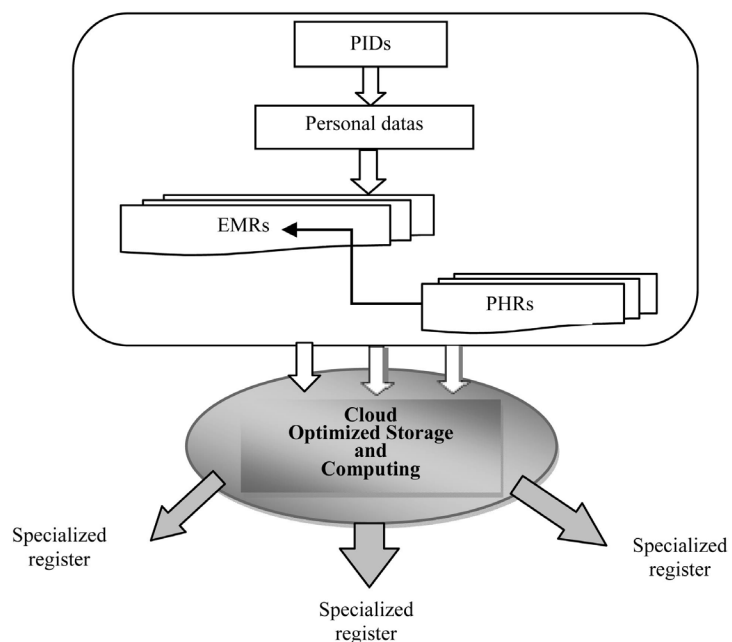 PIDs
Personal datas
EMRs
PHRs
Cloud
Optimized Storage
and
Computing
Specialized
register
Specialized
register
Specialized
register